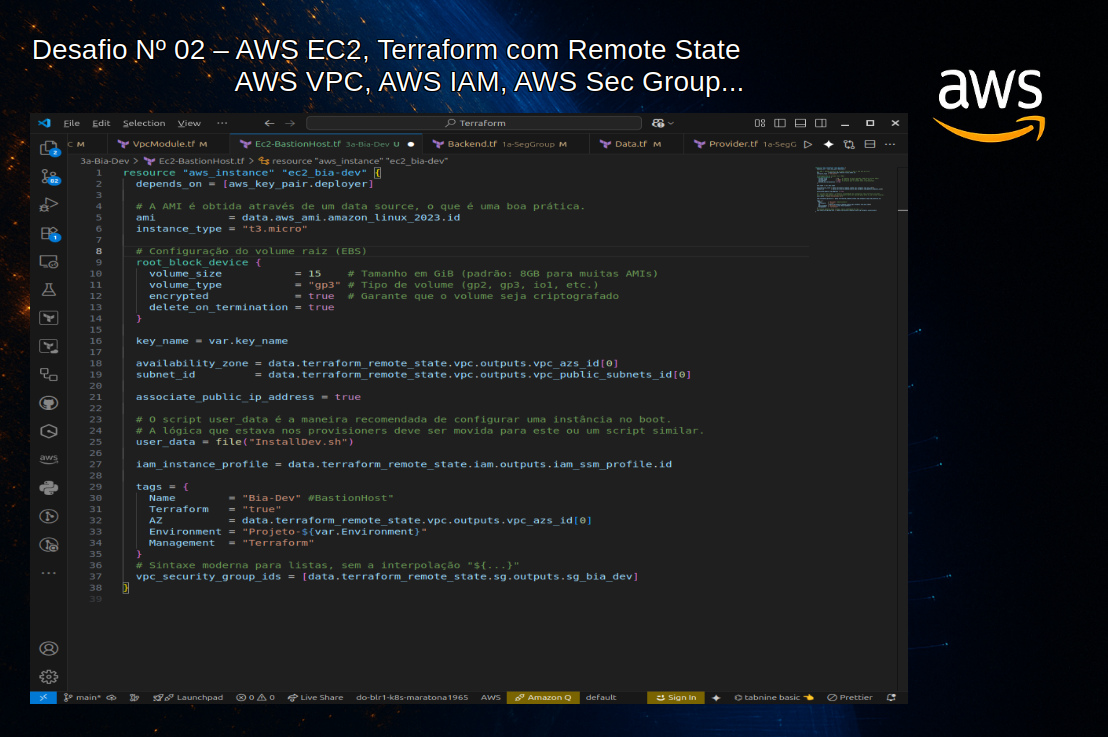 Desafio Nº 02 – AWS EC2, Terraform com Remote State
AWS VPC, AWS IAM, AWS Sec Group...
aws
File Edit Selection View ··· Terraform
C M VpcModule.tf M Ec2-BastionHost.tf 3a-Bia-Dev U Backend.tf 1a-SegGroup M Data.tf M Provider.tf 1a-SegG
3a-Bia-Dev > Ec2-BastionHost.tf > resource "aws_instance" "ec2_bia-dev"
1 resource "aws_instance" "ec2_bia-dev" {
2 depends_on = [aws_key_pair.deployer]
3
4 # A AMI é obtida através de um data source, o que é uma boa prática.
5 ami = data.aws_ami.amazon_linux_2023.id
6 instance_type = "t3.micro"
7
8 # Configuração do volume raiz (EBS)
9 root_block_device {
10 volume_size = 15 # Tamanho em GiB (padrão: 8GB para muitas AMIs)
11 volume_type = "gp3" # Tipo de volume (gp2, gp3, io1, etc.)
12 encrypted = true # Garante que o volume seja criptografado
13 delete_on_termination = true
14 }
15
16 key_name = var.key_name
17
18 availability_zone = data.terraform_remote_state.vpc.outputs.vpc_azs_id[0]
19 subnet_id = data.terraform_remote_state.vpc.outputs.vpc_public_subnets_id[0]
20
21 associate_public_ip_address = true
22
23 # O script user_data é a maneira recomendada de configurar uma instância no boot.
24 # A lógica que estava nos provisioners deve ser movida para este ou um script similar.
25 user_data = file("InstallDev.sh")
26
27 iam_instance_profile = data.terraform_remote_state.iam.outputs.iam_ssm_profile.id
28
29 tags = {
30 Name = "Bia-Dev" #BastionHost"
31 Terraform = "true"
32 AZ = data.terraform_remote_state.vpc.outputs.vpc_azs_id[0]
33 Environment = "Projeto-${var.Environment}"
34 Management = "Terraform"
35 }
36 # Sintaxe moderna para listas, sem a interpolação "${...}"
37 vpc_security_group_ids = [data.terraform_remote_state.sg.outputs.sg_bia_dev]
38 }
39
2
62
1
aws
main* Launchpad 0 0 Live Share do-blr1-k8s-maratona1965 AWS Amazon Q default Sign In tabnine basic Prettier